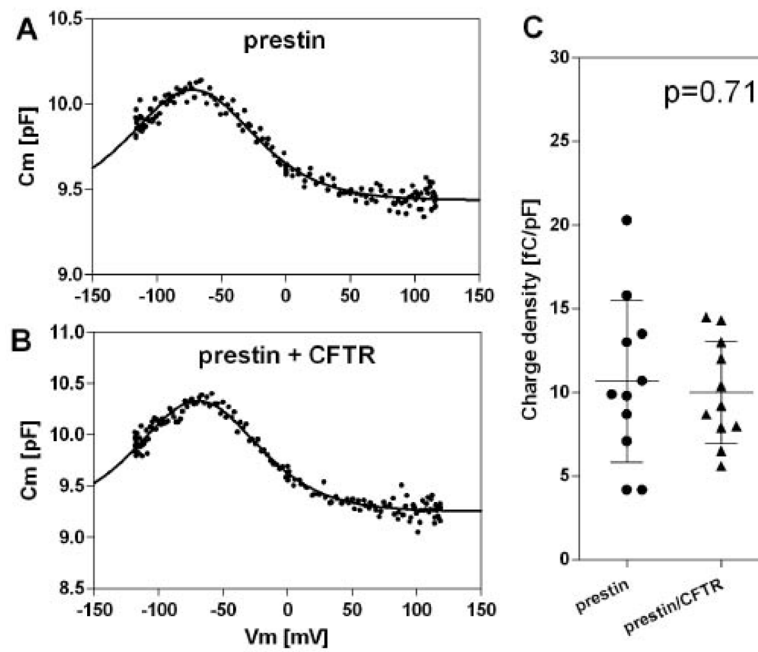 A
prestin
Cm [pF]
10.5
10.0
9.5
9.0
-150 -100 -50 0 50 100 150
B
prestin + CFTR
Cm [pF]
11.0
10.5
10.0
9.5
9.0
8.5
-150 -100 -50 0 50 100 150
Vm [mV]
C
p=0.71
Charge density [fC/pF]
30
25
20
15
10
5
0
prestin
prestin/CFTR